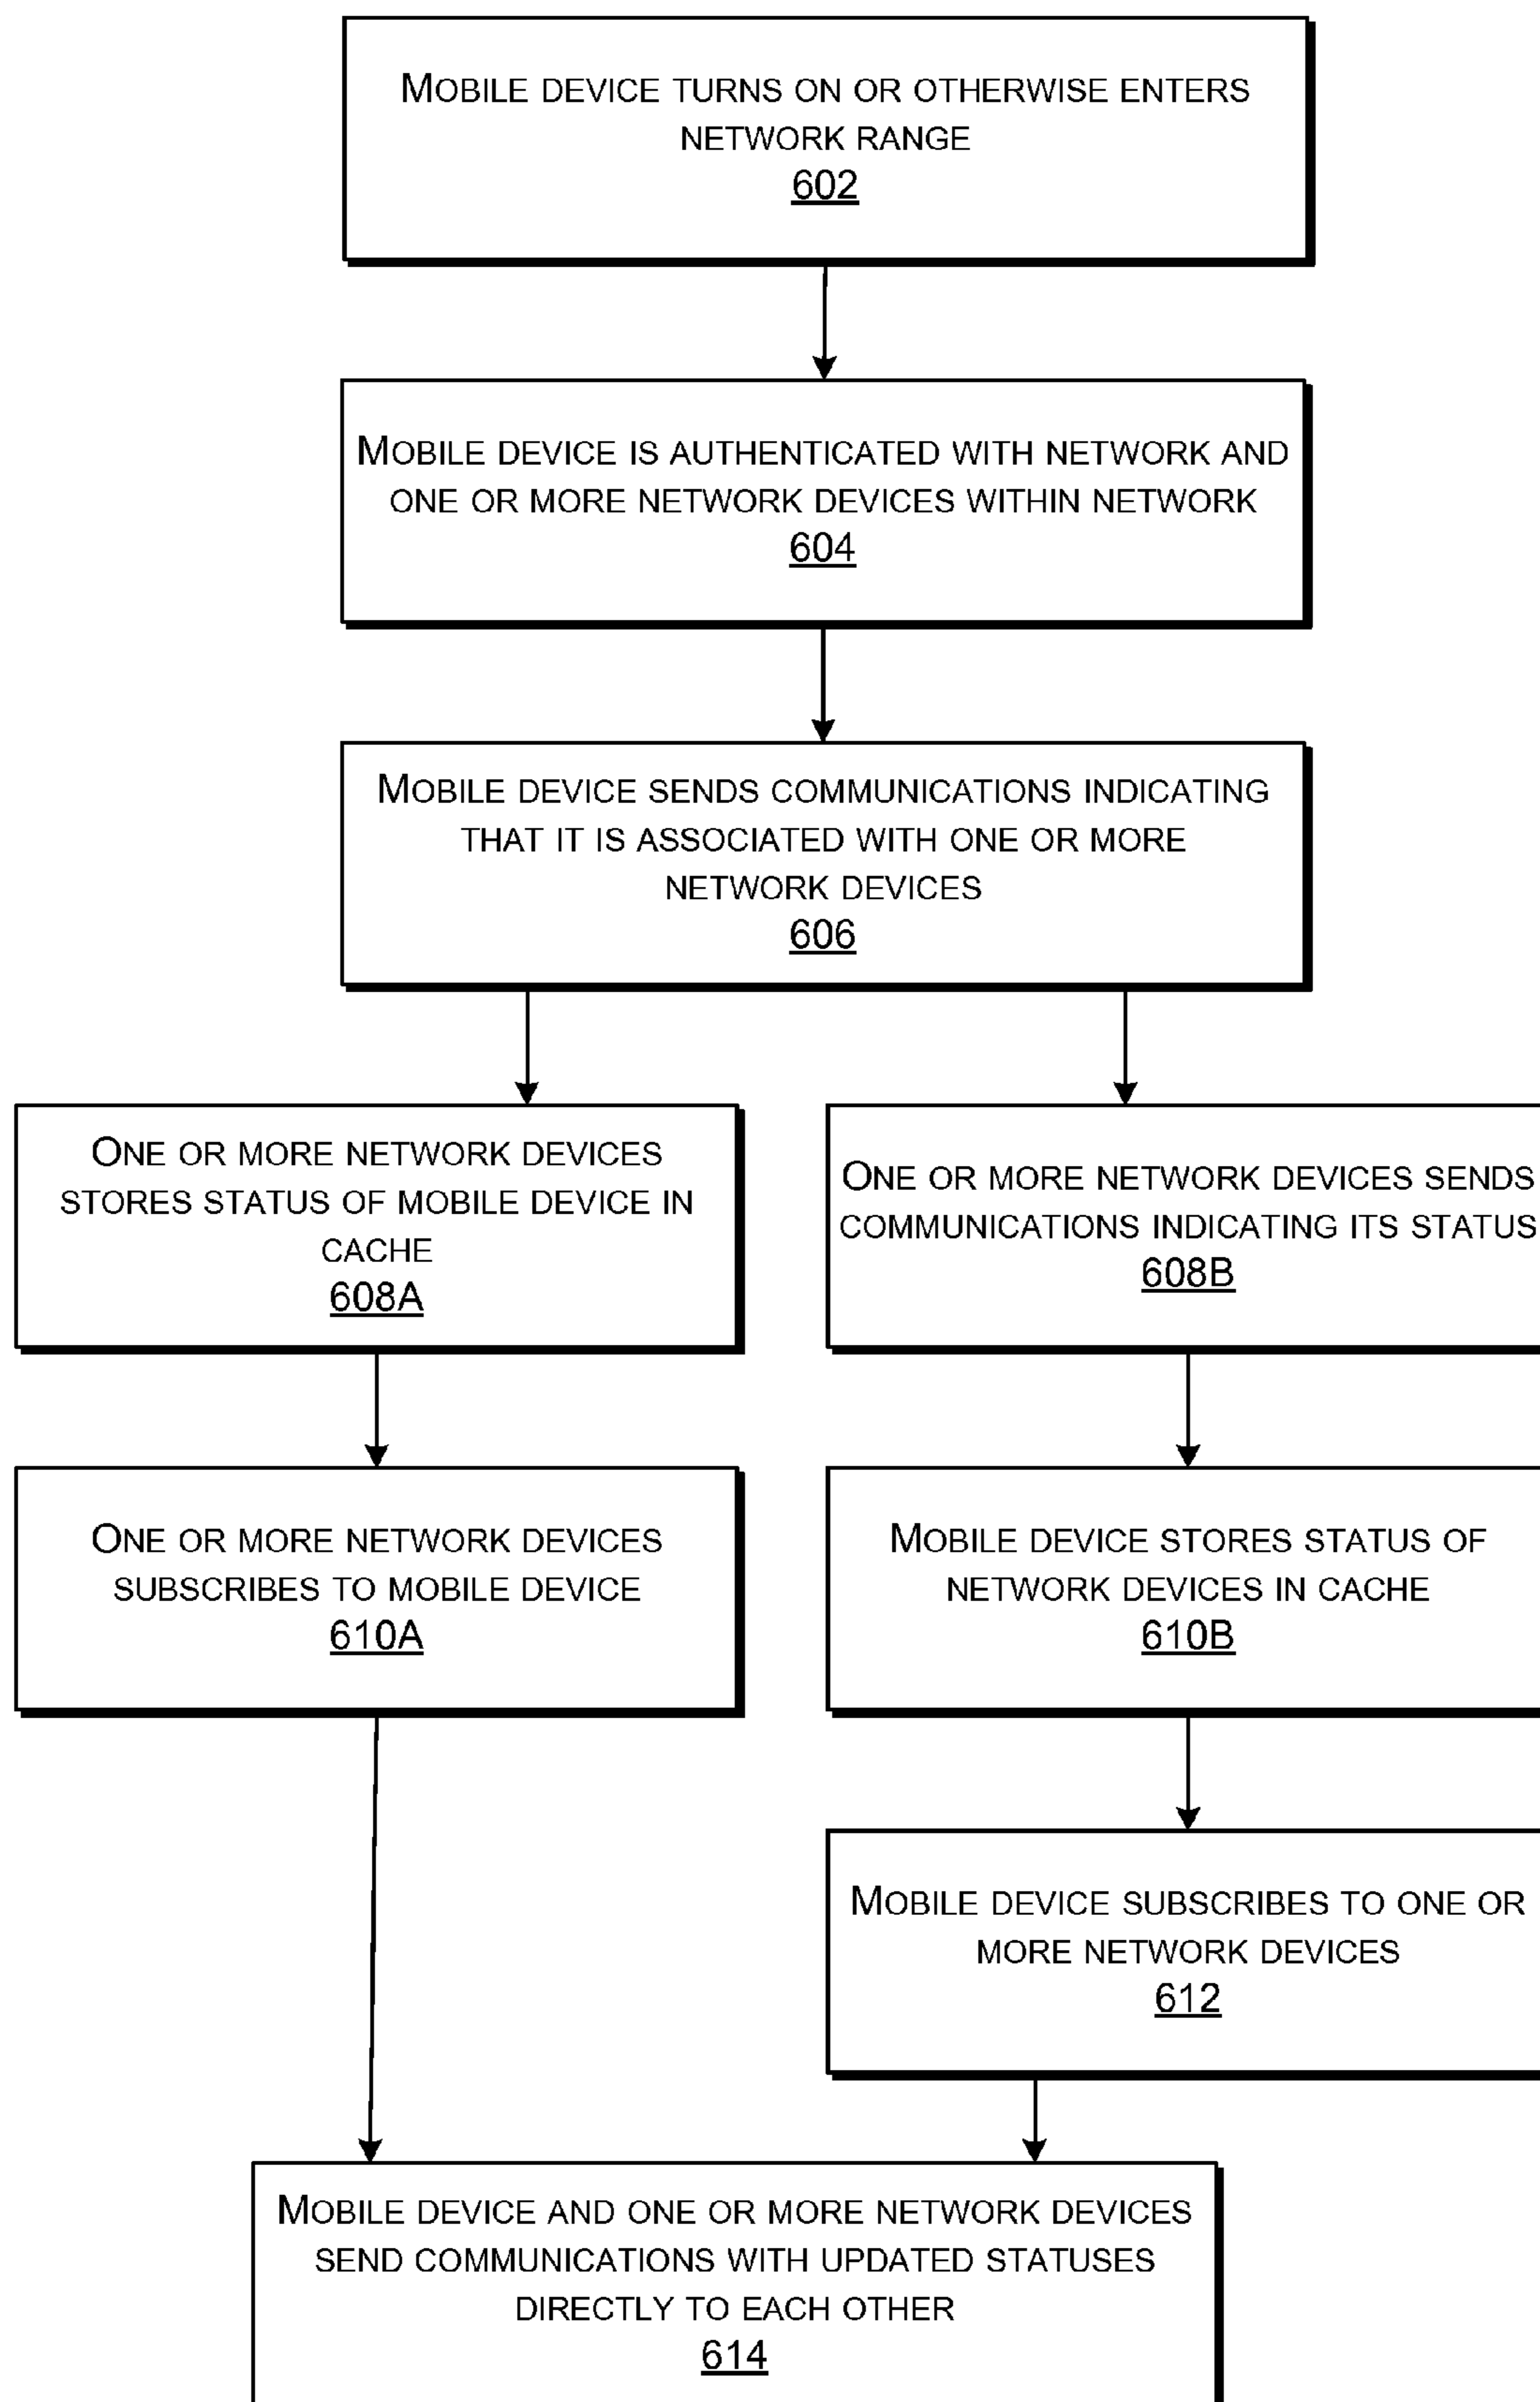 Mobile device turns on or otherwise enters
network range
602
Mobile device is authenticated with network and
one or more network devices within network
604
Mobile device sends communications indicating
that it is associated with one or more
network devices
606
One or more network devices
stores status of mobile device in
cache
608A
One or more network devices sends
communications indicating its status
608B
One or more network devices
subscribes to mobile device
610A
Mobile device stores status of
network devices in cache
610B
Mobile device subscribes to one or
more network devices
612
Mobile device and one or more network devices
send communications with updated statuses
directly to each other
614